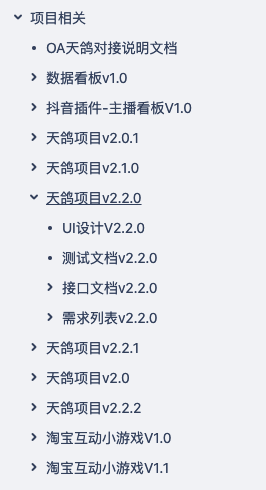 项目相关
OA天鸽对接说明文档
数据看板v1.0
抖音插件-主播看板V1.0
天鸽项目v2.0.1
天鸽项目v2.1.0
天鸽项目v2.2.0
UI设计V2.2.0
测试文档v2.2.0
接口文档v2.2.0
需求列表v2.2.0
天鸽项目v2.2.1
天鸽项目v2.0
天鸽项目v2.2.2
淘宝互动小游戏V1.0
淘宝互动小游戏V1.1